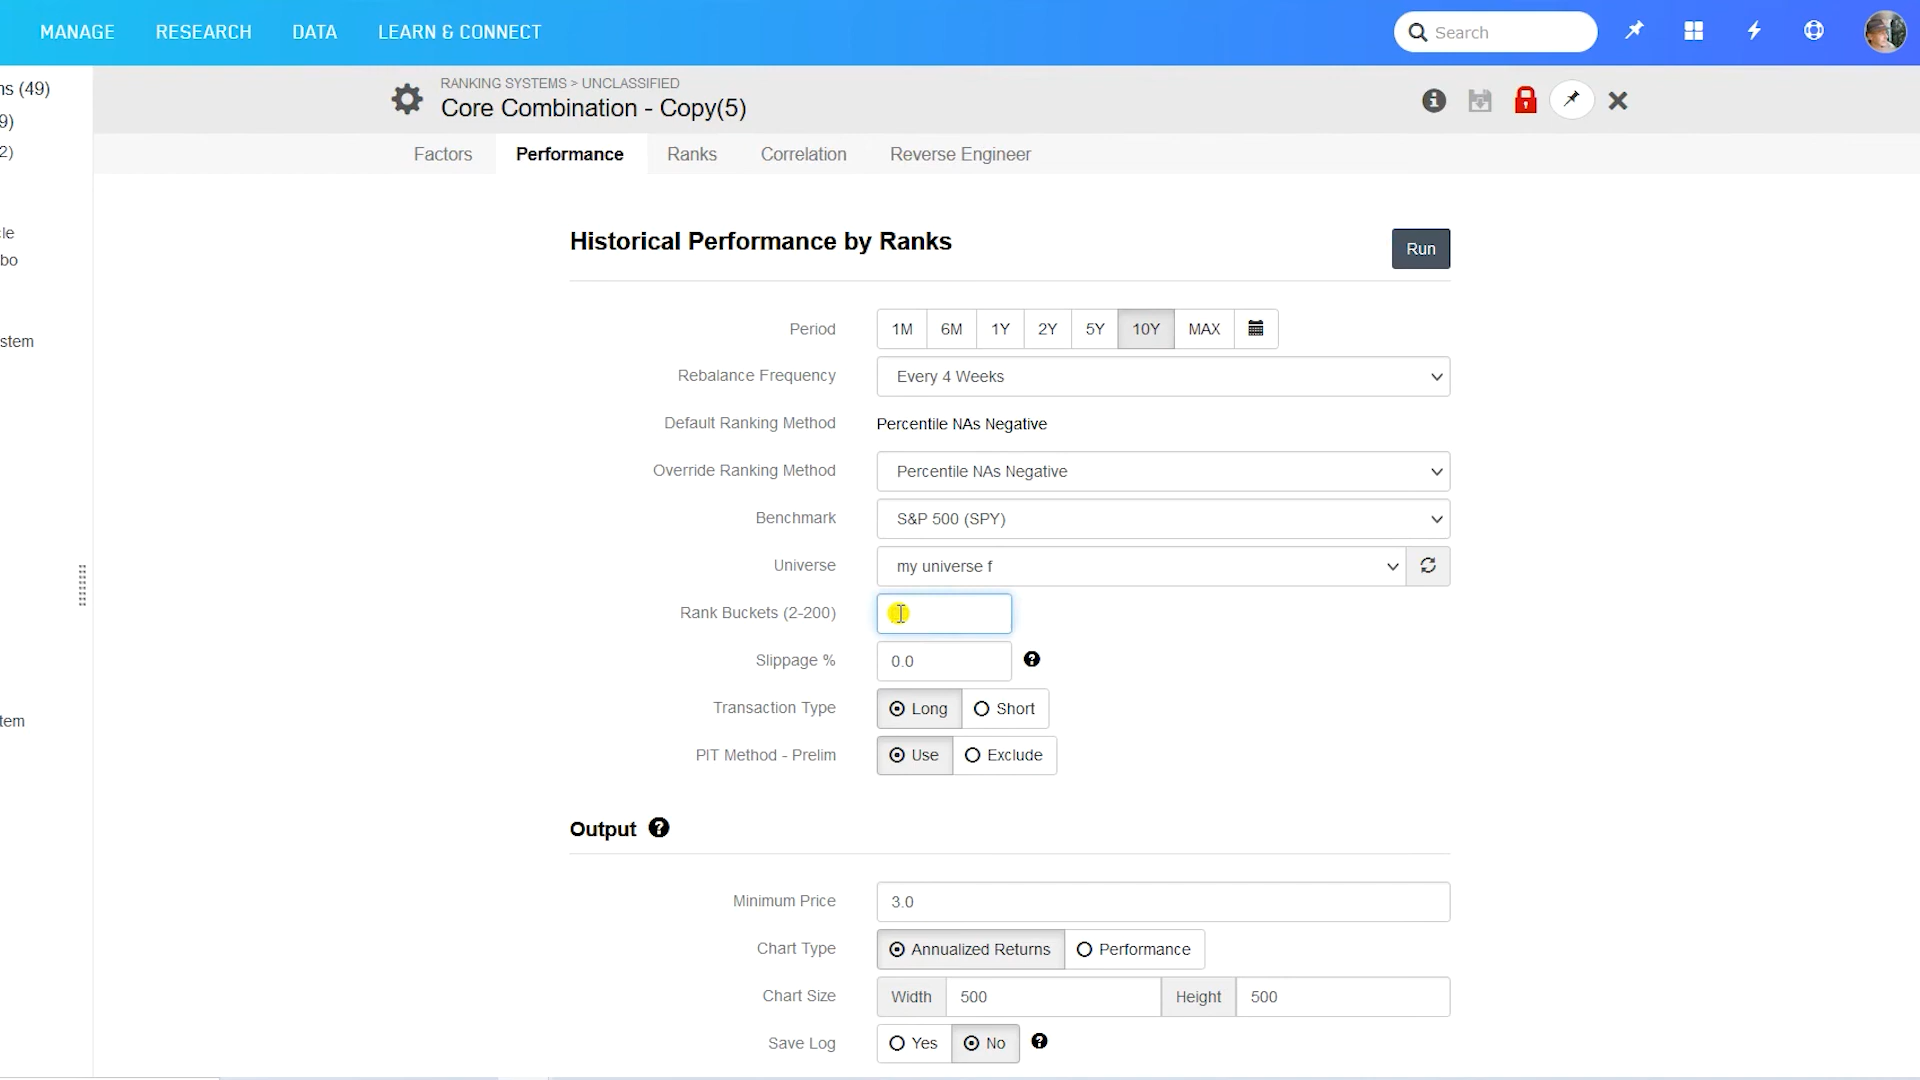 MANAGE RESEARCH DATA LEARN & CONNECT Search
ns (49)
9)
2)
cle
bo
stem
tem
RANKING SYSTEMS > UNCLASSIFIED
Core Combination - Copy(5)
Factors Performance Ranks Correlation Reverse Engineer
Historical Performance by Ranks Run
Period 1M 6M 1Y 2Y 5Y 10Y MAX
Rebalance Frequency Every 4 Weeks
Default Ranking Method Percentile NAs Negative
Override Ranking Method Percentile NAs Negative
Benchmark S&P 500 (SPY)
Universe my universe f
Rank Buckets (2-200)
Slippage % 0.0
Transaction Type Long Short
PIT Method - Prelim Use Exclude
Output
Minimum Price 3.0
Chart Type Annualized Returns Performance
Chart Size Width 500 Height 500
Save Log Yes No